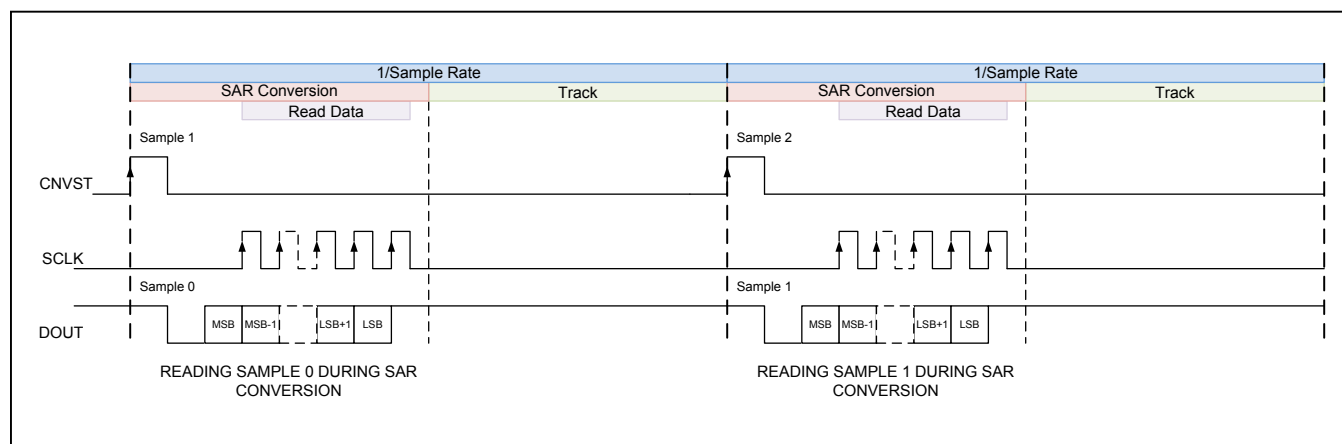 1/Sample Rate 1/Sample Rate
SAR Conversion Track SAR Conversion Track
Read Data Read Data
Sample 1 Sample 2
CNVST
SCLK
Sample 0 Sample 1
DOUT MSB MSB-1 LSB+1 LSB MSB MSB-1 LSB+1 LSB
READING SAMPLE 0 DURING SAR
CONVERSION
READING SAMPLE 1 DURING SAR
CONVERSION